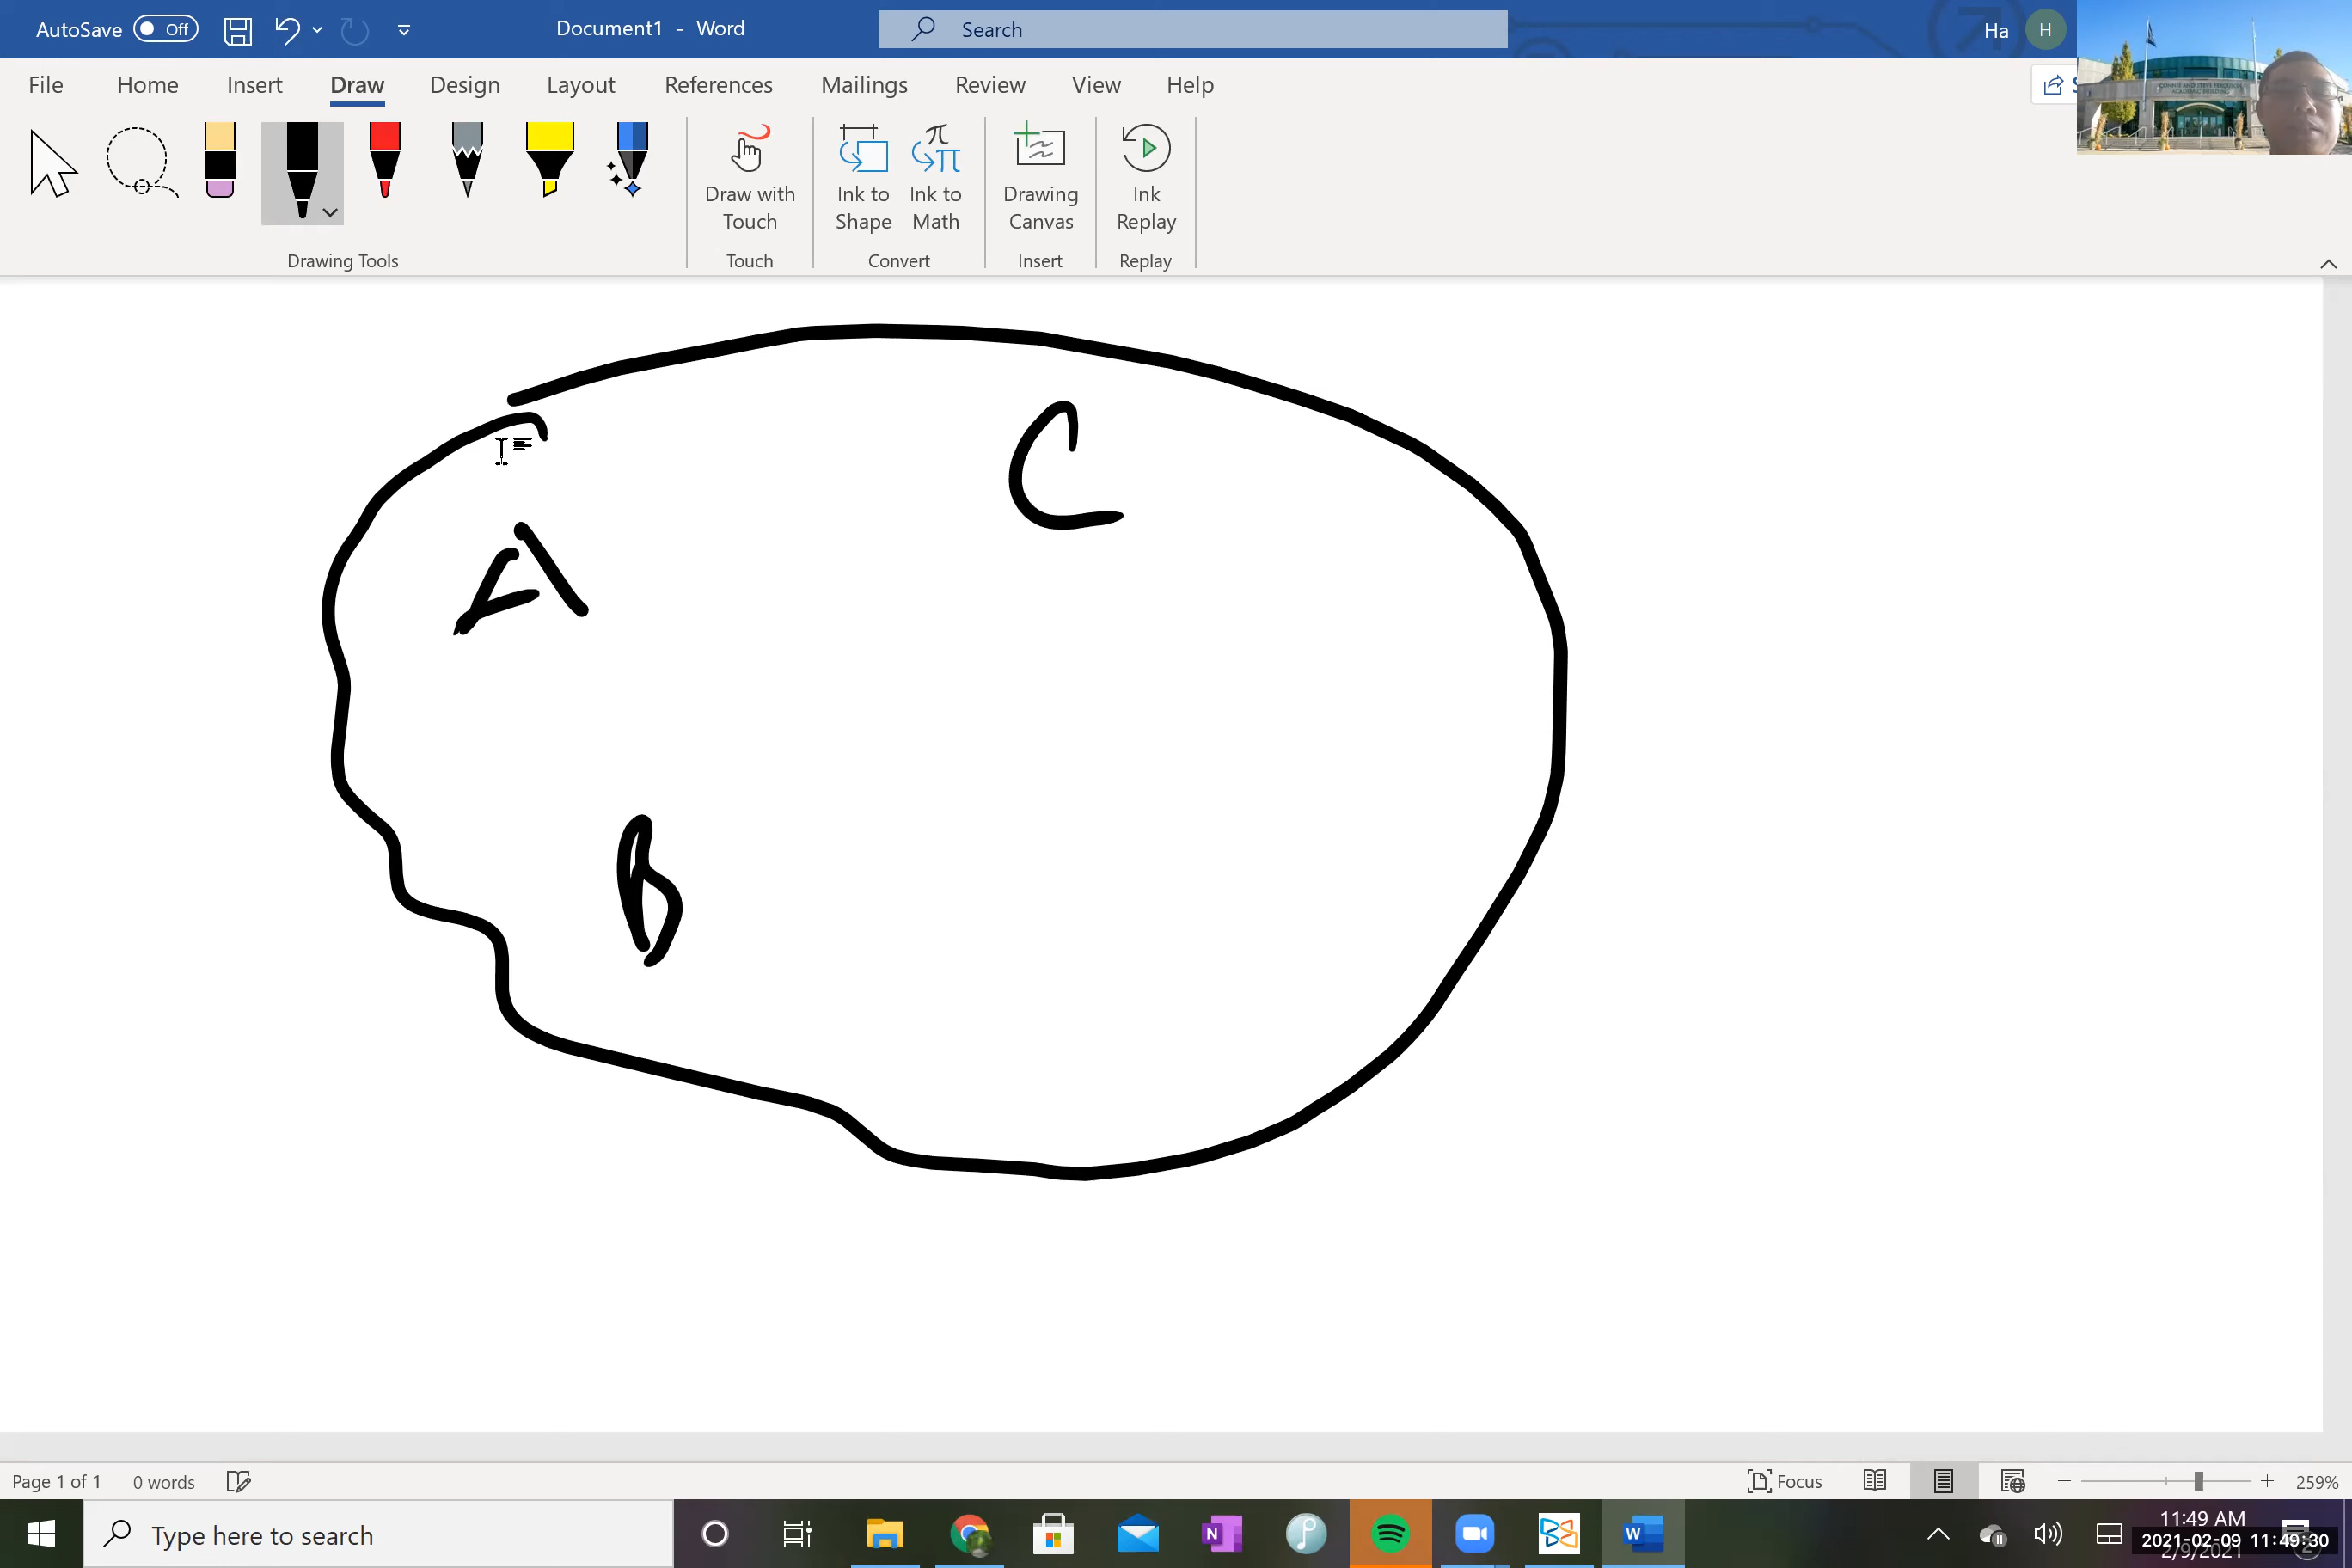 AutoSave Off Document1 - Word Search Ha H
File Home Insert Draw Design Layout References Mailings Review View Help
Draw with Touch
Ink to Shape
Ink to Math
Drawing Canvas
Ink Replay
Drawing Tools Touch Convert Insert Replay
C
A
B
Page 1 of 1 0 words Focus 259%
Type here to search
11:49 AM
2021-02-09 11:49:30
2/9/2021